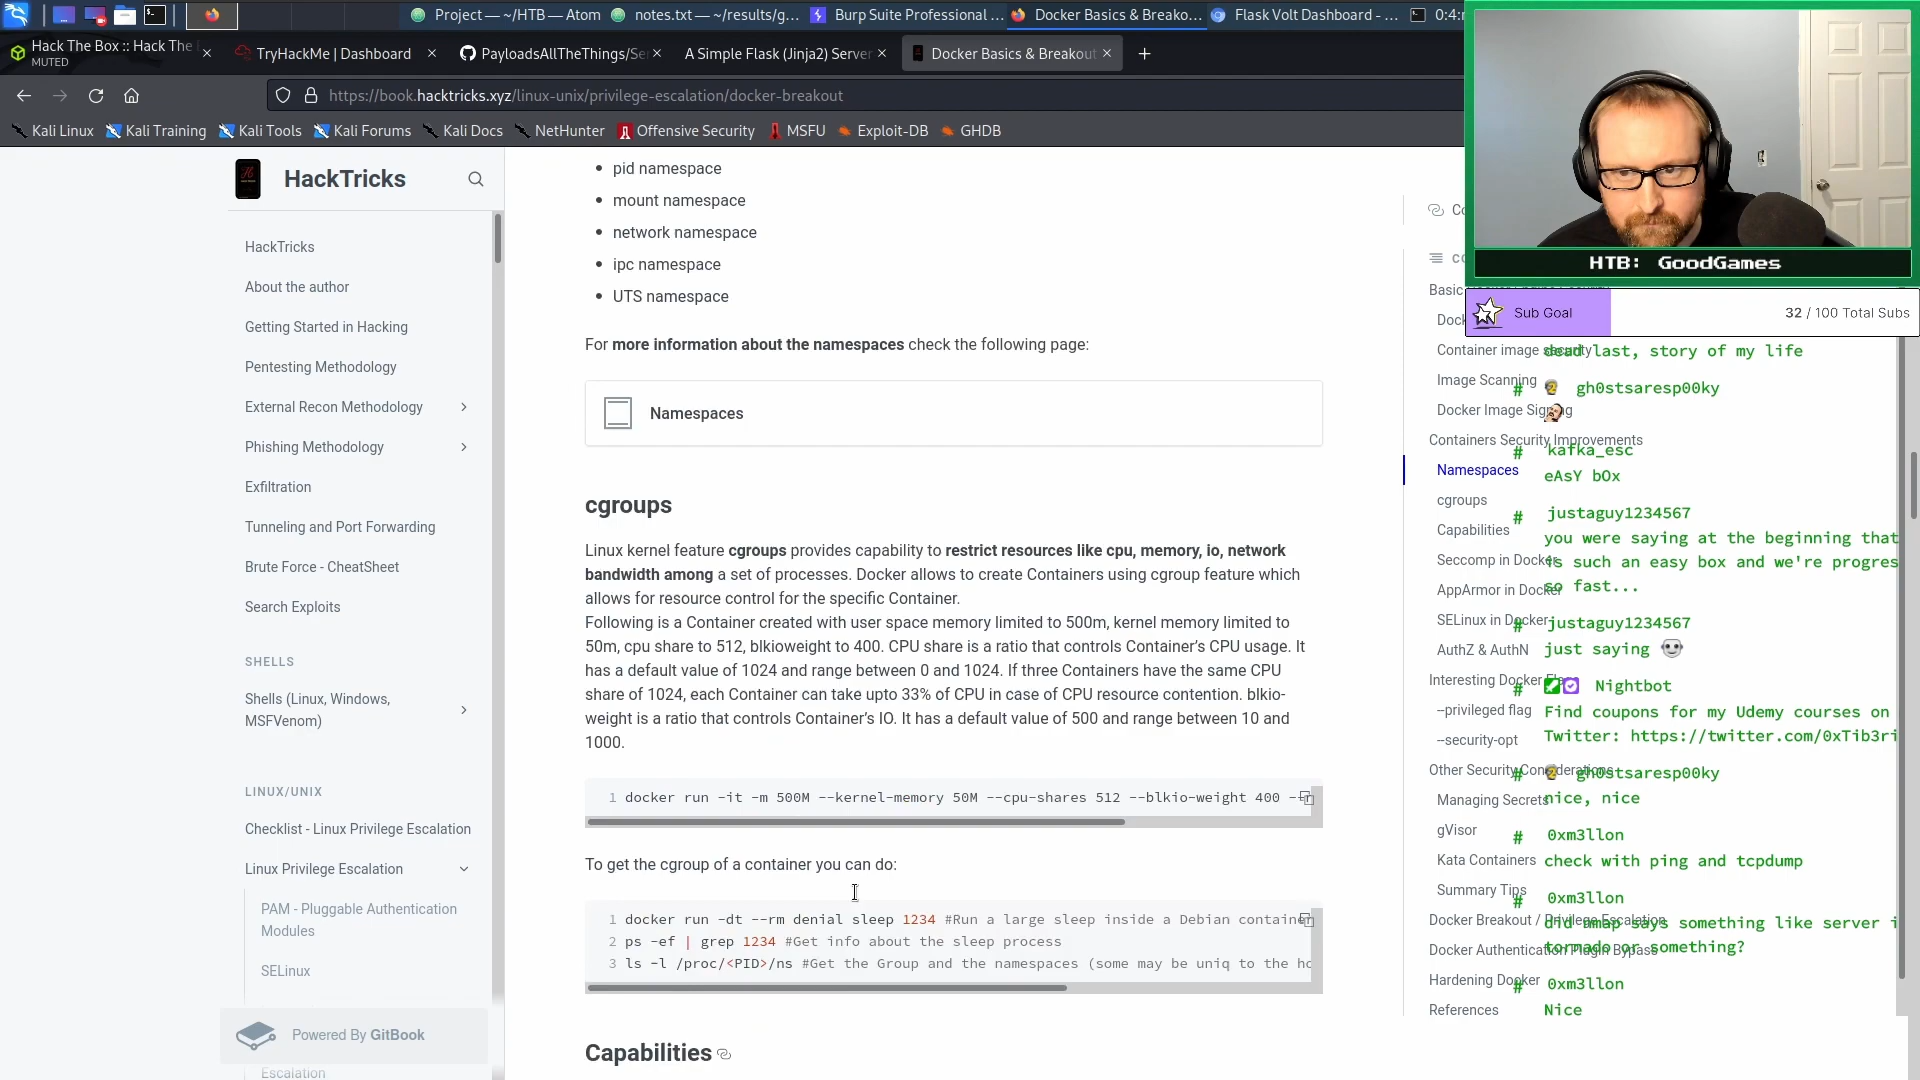 Project — ~/HTB — Atom
notes.txt — ~/results/g...
Burp Suite Professional ...
Docker Basics & Breako...
Flask Volt Dashboard - ...
Hack The Box :: Hack The
MUTED
TryHackMe | Dashboard
PayloadsAllTheThings/Se
A Simple Flask (Jinja2) Server
Docker Basics & Breakout
https://book.hacktricks.xyz/linux-unix/privilege-escalation/docker-breakout
Kali Linux
Kali Training
Kali Tools
Kali Forums
Kali Docs
NetHunter
Offensive Security
MSFU
Exploit-DB
GHDB
HackTricks
HackTricks
About the author
Getting Started in Hacking
Pentesting Methodology
External Recon Methodology
Phishing Methodology
Exfiltration
Tunneling and Port Forwarding
Brute Force - CheatSheet
Search Exploits
SHELLS
Shells (Linux, Windows,
MSFVenom)
LINUX/UNIX
Checklist - Linux Privilege Escalation
Linux Privilege Escalation
PAM - Pluggable Authentication
Modules
SELinux
Powered By GitBook
Escalation
pid namespace
mount namespace
network namespace
ipc namespace
UTS namespace
For more information about the namespaces check the following page:
Namespaces
cgroups
Linux kernel feature cgroups provides capability to restrict resources like cpu, memory, io, network
bandwidth among a set of processes. Docker allows to create Containers using cgroup feature which
allows for resource control for the specific Container.
Following is a Container created with user space memory limited to 500m, kernel memory limited to
50m, cpu share to 512, blkioweight to 400. CPU share is a ratio that controls Container’s CPU usage. It
has a default value of 1024 and range between 0 and 1024. If three Containers have the same CPU
share of 1024, each Container can take upto 33% of CPU in case of CPU resource contention. blkio-
weight is a ratio that controls Container’s IO. It has a default value of 500 and range between 10 and
1000.
1 docker run -it -m 500M --kernel-memory 50M --cpu-shares 512 --blkio-weight 400 --
To get the cgroup of a container you can do:
1 docker run -dt --rm denial sleep 1234 #Run a large sleep inside a Debian contain
2 ps -ef | grep 1234 #Get info about the sleep process
3 ls -l /proc/<PID>/ns #Get the Group and the namespaces (some may be uniq to the ho
Capabilities
HTB: GoodGames
Sub Goal
32 / 100 Total Subs
Basic
Container image security
Image Scanning
Docker Image Signing
Containers Security Improvements
Namespaces
cgroups
Capabilities
Seccomp in Docker
AppArmor in Docker
SELinux in Docker
AuthZ & AuthN
Interesting Docker
--privileged flag
--security-opt
Other Security Considerations
Managing Secrets
gVisor
Kata Containers
Summary Tips
Docker Breakout / Privilege Escalation
Docker Authentication Plugin Bypass
Hardening Docker
References
dead last, story of my life
# gh0stsaresp00ky
# kafka_esc
eAsY bOx
# justaguy1234567
you were saying at the beginning that
is such an easy box and we're progres
so fast...
# justaguy1234567
just saying
# Nightbot
Find coupons for my Udemy courses on
Twitter: https://twitter.com/0xTib3ri
# gh0stsaresp00ky
nice, nice
# 0xm3llon
check with ping and tcpdump
# 0xm3llon
did nmap says something like server i
tornado or something?
# 0xm3llon
Nice